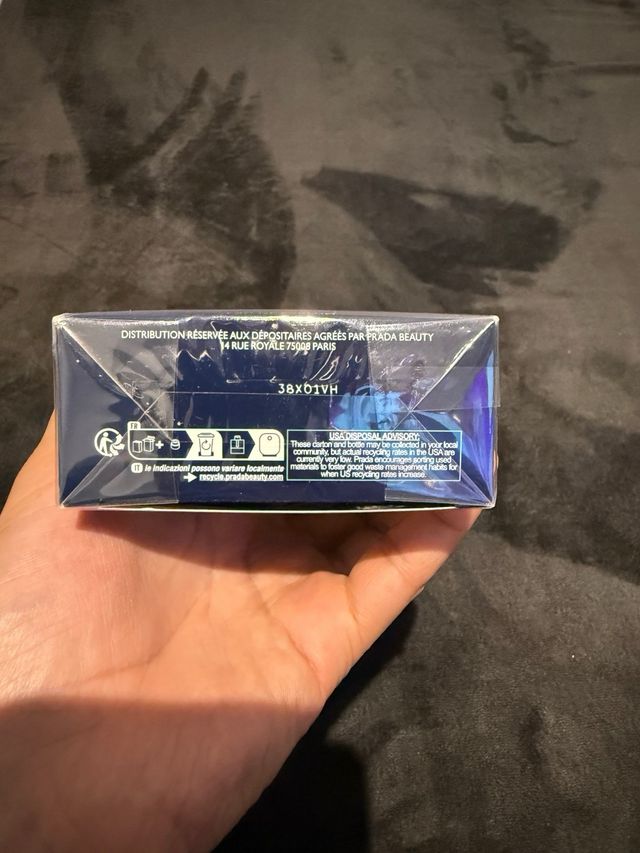 DISTRIBUTION RÉSERVÉE AUX DÉPOSITAIRES AGRÉÉS PAR PRADA BEAUTY
14 RUE ROYALE 75008 PARIS
38X01VH
FR
+
IT le indicazioni possono variare localmente
recycle.pradabeauty.com
USA DISPOSAL ADVISORY:
These carton and bottle may be collected in your local
community, but actual recycling rates in the USA are
currently very low. Prada encourages sorting used
materials to foster good waste management habits for
when US recycling rates increase.